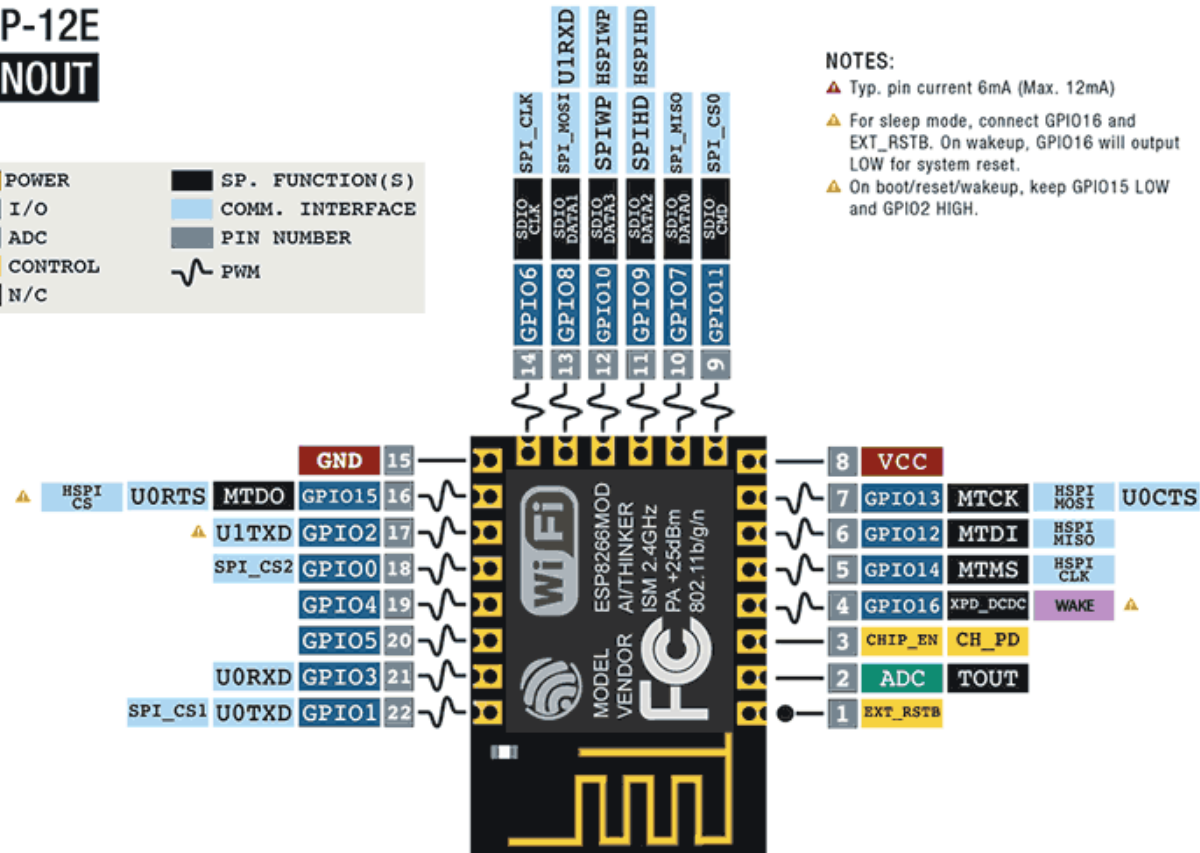 P-12E
NOUT
POWER
I/O
ADC
CONTROL
N/C
SP. FUNCTION(S)
COMM. INTERFACE
PIN NUMBER
PWM
NOTES:
Typ. pin current 6mA (Max. 12mA)
For sleep mode, connect GPIO16 and
EXT_RSTB. On wakeup, GPIO16 will output
LOW for system reset.
On boot/reset/wakeup, keep GPIO15 LOW
and GPIO2 HIGH.
SPI_CLK SDIO CLK GPIO6 14
U1RXD SPI_MOSI SDIO DATA1 GPIO8 13
HSPIWP SPIWP SDIO DATA3 GPIO10 12
HSPIHD SPIHD SDIO DATA2 GPIO9 11
SPI_MISO SDIO DATA0 GPIO7 10
SPI_CS0 SDIO CMD GPIO11 9
GND 15
HSPI CS U0RTS MTDO GPIO15 16
U1TXD GPIO2 17
SPI_CS2 GPIO0 18
GPIO4 19
GPIO5 20
U0RXD GPIO3 21
SPI_CS1 U0TXD GPIO1 22
WiFi
FC
MODEL ESP8266MOD
VENDOR AI/THINKER
ISM 2.4GHz
PA +25dBm
802.11b/g/n
8 VCC
7 GPIO13 MTCK HSPI MOSI U0CTS
6 GPIO12 MTDI HSPI MISO
5 GPIO14 MTMS HSPI CLK
4 GPIO16 XPD_DCDC WAKE
3 CHIP_EN CH_PD
2 ADC TOUT
1 EXT_RSTB